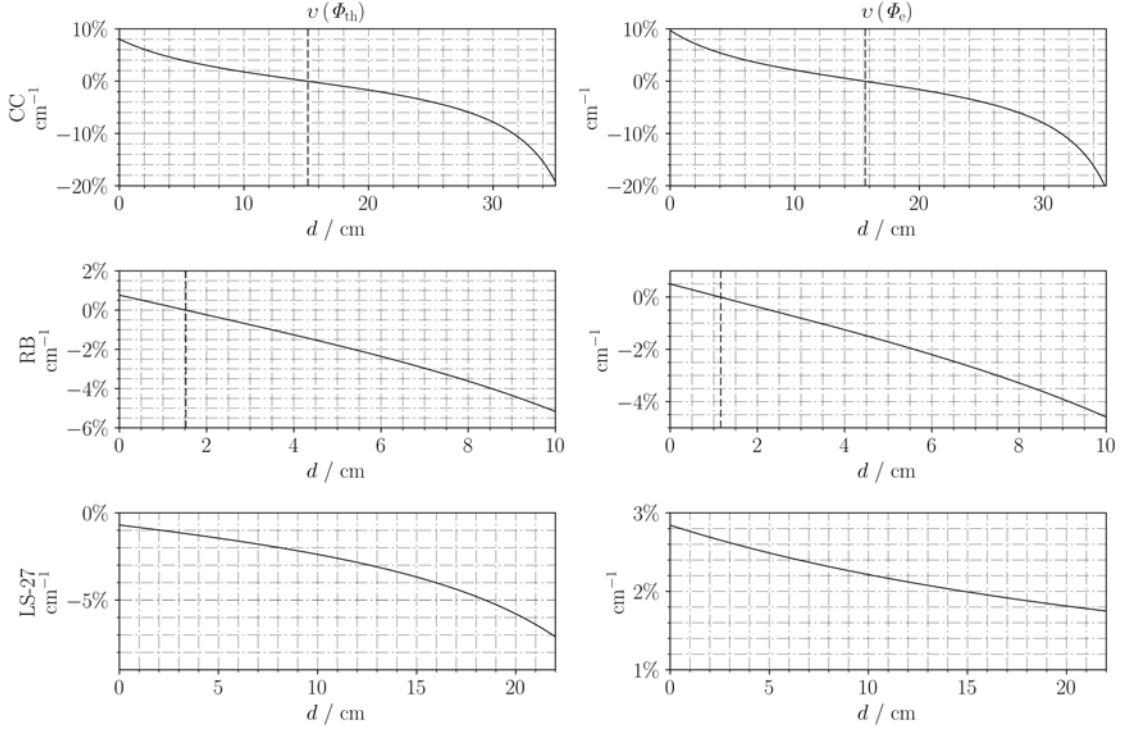 υ (Φ_th)
υ (Φ_e)
CC
cm⁻¹
10%
0%
−10%
−20%
0 10 20 30
d / cm
cm⁻¹
10%
0%
−10%
−20%
0 10 20 30
d / cm
RB
cm⁻¹
2%
0%
−2%
−4%
−6%
0 2 4 6 8 10
d / cm
cm⁻¹
0%
−2%
−4%
0 2 4 6 8 10
d / cm
LS-27
cm⁻¹
0%
−5%
0 5 10 15 20
d / cm
cm⁻¹
3%
2%
1%
0 5 10 15 20
d / cm